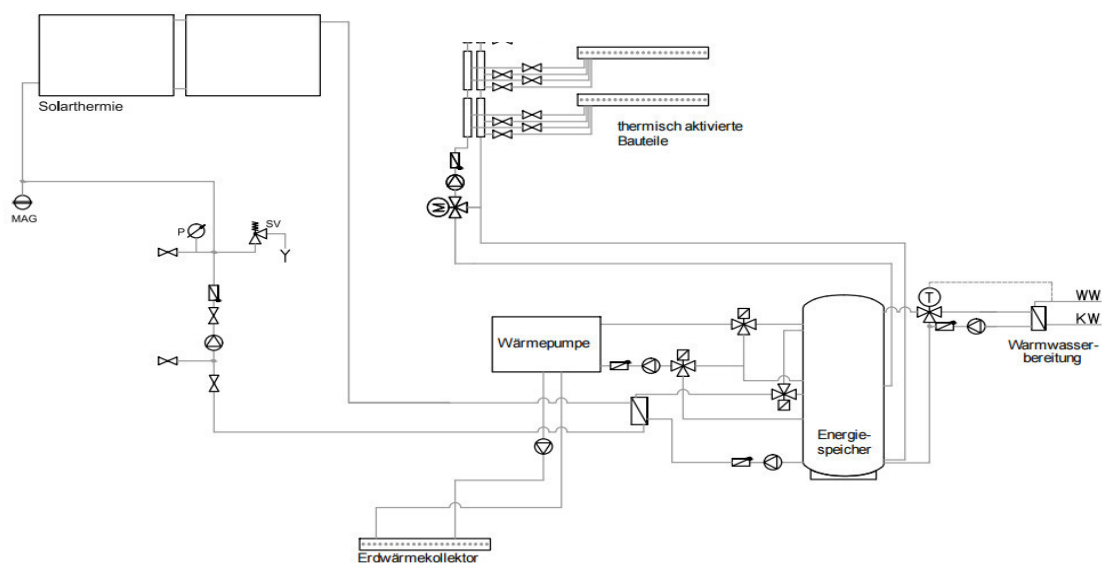 Solarthermie
thermisch aktivierte
Bauteile
MAG
P
SV
M
T
WW
KW
Wärmepumpe
Warmwasser-
bereitung
Energie-
speicher
Erdwärmekollektor